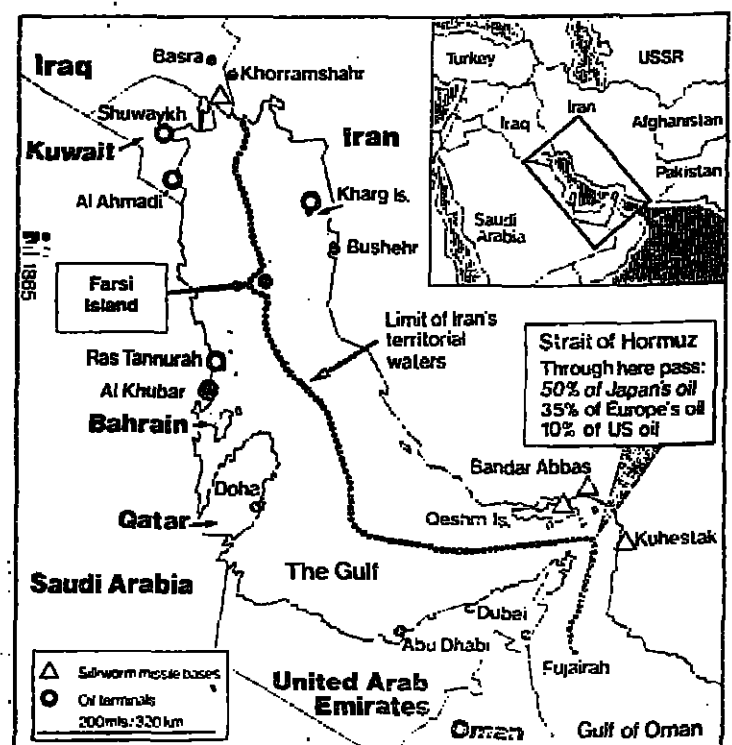 Iraq
Basra
Khorramshahr
Shuwaykh
Kuwait
Iran
Al Ahmadi
Kharg Is.
Bushehr
Farsi
Island
Limit of Iran's
territorial
waters
Ras Tannurah
Al Khubar
Bahrain
Doha
Qatar
Saudi Arabia
The Gulf
Bandar Abbas
Qeshm Is.
Kuhestak
Dubai
Abu Dhabi
Fujairah
United Arab
Emirates
Oman
Gulf of Oman
Turkey
USSR
Iraq
Iran
Afghanistan
Pakistan
Saudi
Arabia
Strait of Hormuz
Through here pass:
50% of Japan's oil
35% of Europe's oil
10% of US oil
Silkworm missile bases
Oil terminals
200mls/320 km